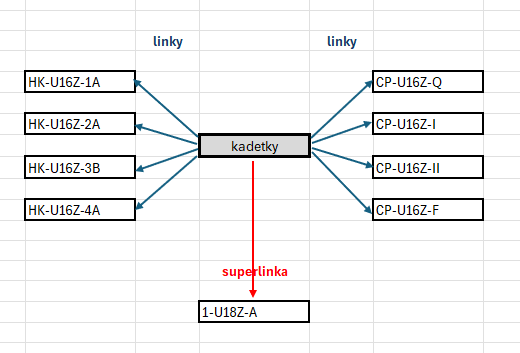 linky
linky
HK-U16Z-1A
CP-U16Z-Q
HK-U16Z-2A
CP-U16Z-I
kadetky
HK-U16Z-3B
CP-U16Z-II
HK-U16Z-4A
CP-U16Z-F
superlinka
1-U18Z-A